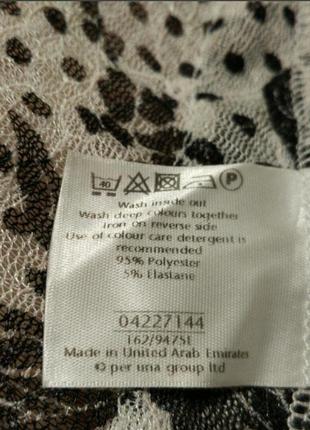 40 P
Wash inside out
Wash deep colours together
Iron on reverse side
Use of colour care detergent is
recommended
95% Polyester
5% Elastane
04227144
T62/9475I
Made in United Arab Emirates
© per una group ltd